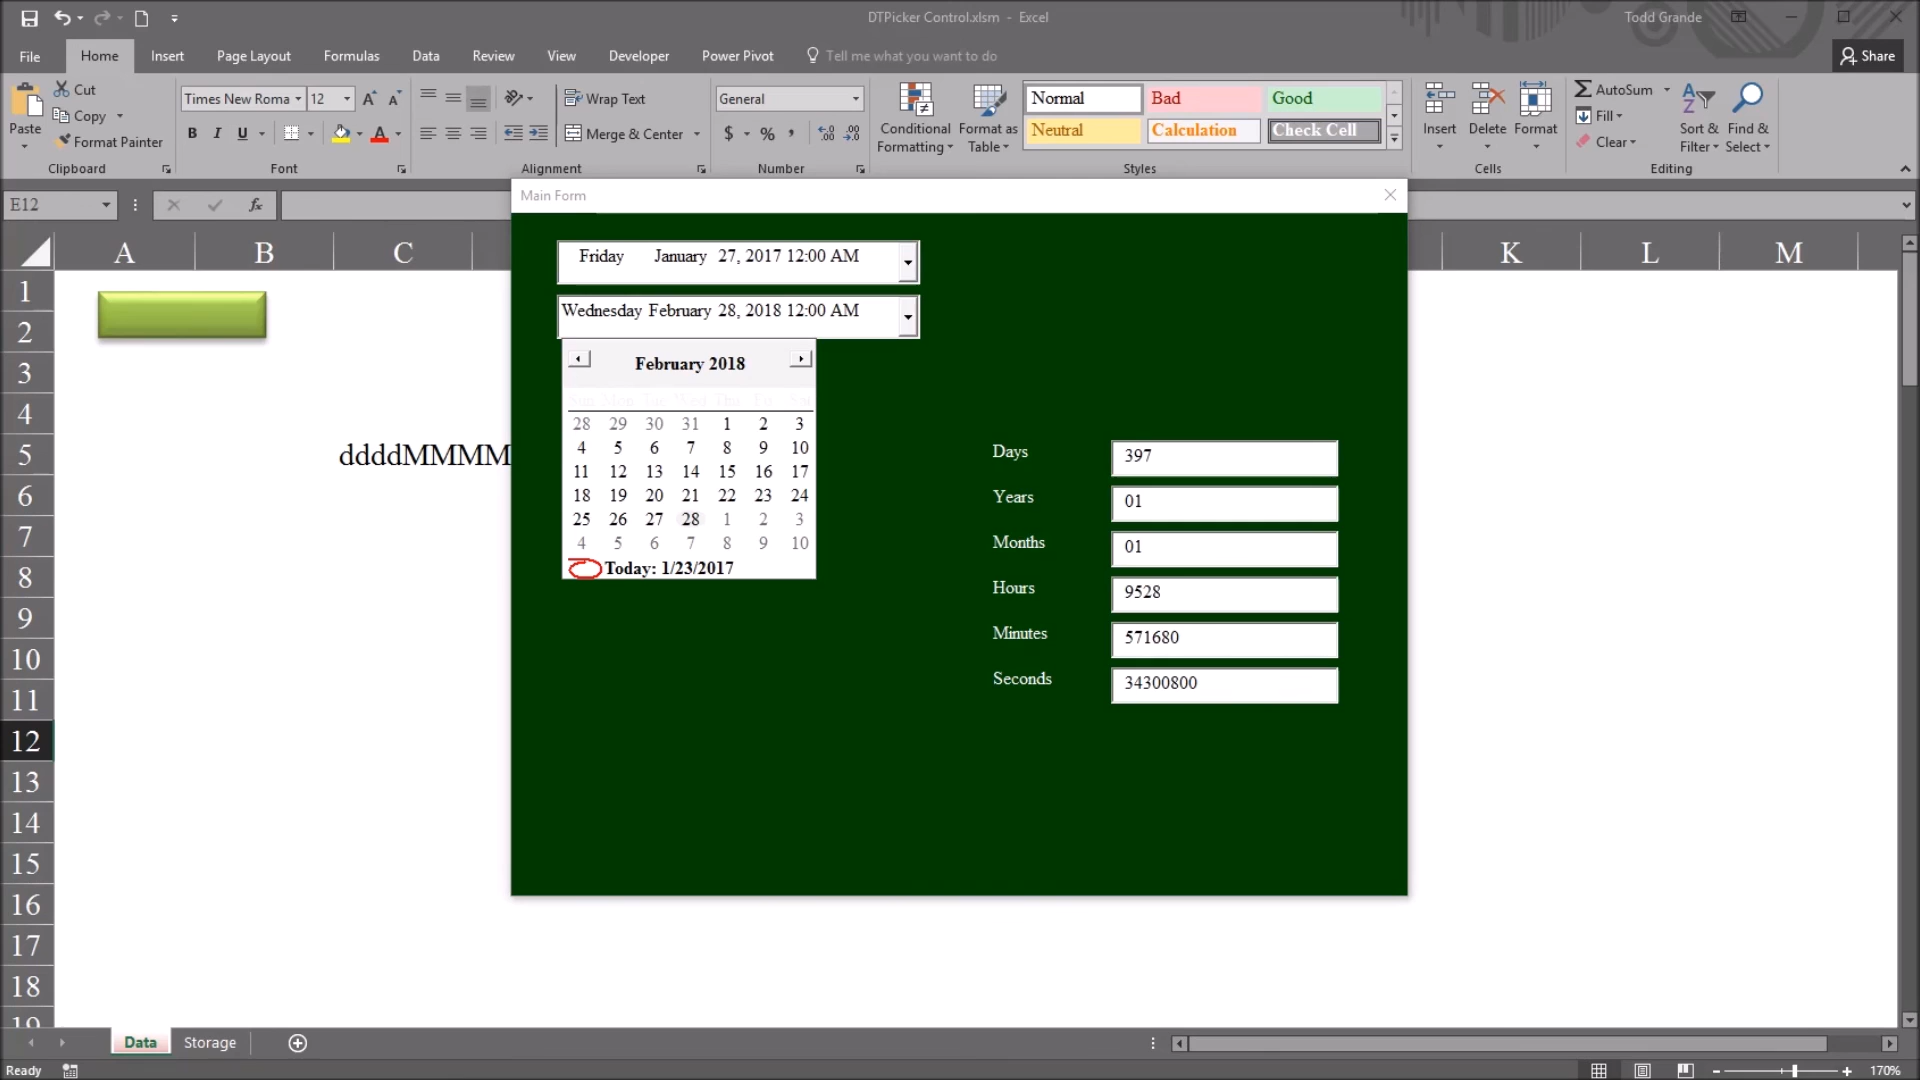 DTPicker Control.xlsm - Excel
Todd Grande
File Home Insert Page Layout Formulas Data Review View Developer Power Pivot Tell me what you want to do
Share
Paste
Cut
Copy
Format Painter
Clipboard
Times New Roma 12
B I U
Font
Wrap Text
Merge & Center
Alignment
General
$ % ,
Number
Conditional Formatting
Format as Table
Normal Bad Good
Neutral Calculation Check Cell
Styles
Insert Delete Format
Cells
AutoSum
Fill
Clear
Sort & Filter
Find & Select
Editing
E12
fx
Main Form
A B C K L M
1
2
3
4
5
6
7
8
9
10
11
12
13
14
15
16
17
18
19
ddddMMMM
Friday January 27, 2017 12:00 AM
Wednesday February 28, 2018 12:00 AM
February 2018
Sun Mon Tue Wed Thu Fri Sat
28 29 30 31 1 2 3
4 5 6 7 8 9 10
11 12 13 14 15 16 17
18 19 20 21 22 23 24
25 26 27 28 1 2 3
4 5 6 7 8 9 10
Today: 1/23/2017
Days 397
Years 01
Months 01
Hours 9528
Minutes 571680
Seconds 34300800
Data Storage
Ready
170%